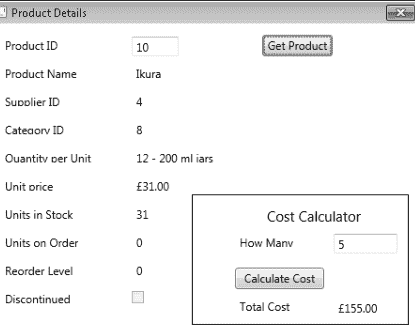 Product Details
Product ID 10 Get Product
Product Name Ikura
Supplier ID 4
Category ID 8
Quantity per Unit 12 - 200 ml jars
Unit price £31.00
Units in Stock 31
Cost Calculator
Units on Order 0
How Many 5
Reorder Level 0
Calculate Cost
Discontinued
Total Cost £155.00